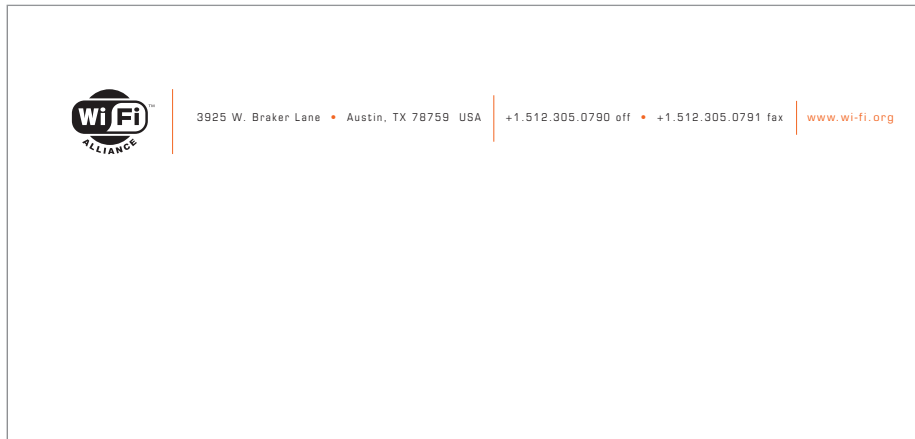 Wi Fi TM
ALLIANCE
3925 W. Braker Lane • Austin, TX 78759 USA
+1.512.305.0790 off • +1.512.305.0791 fax
www.wi-fi.org